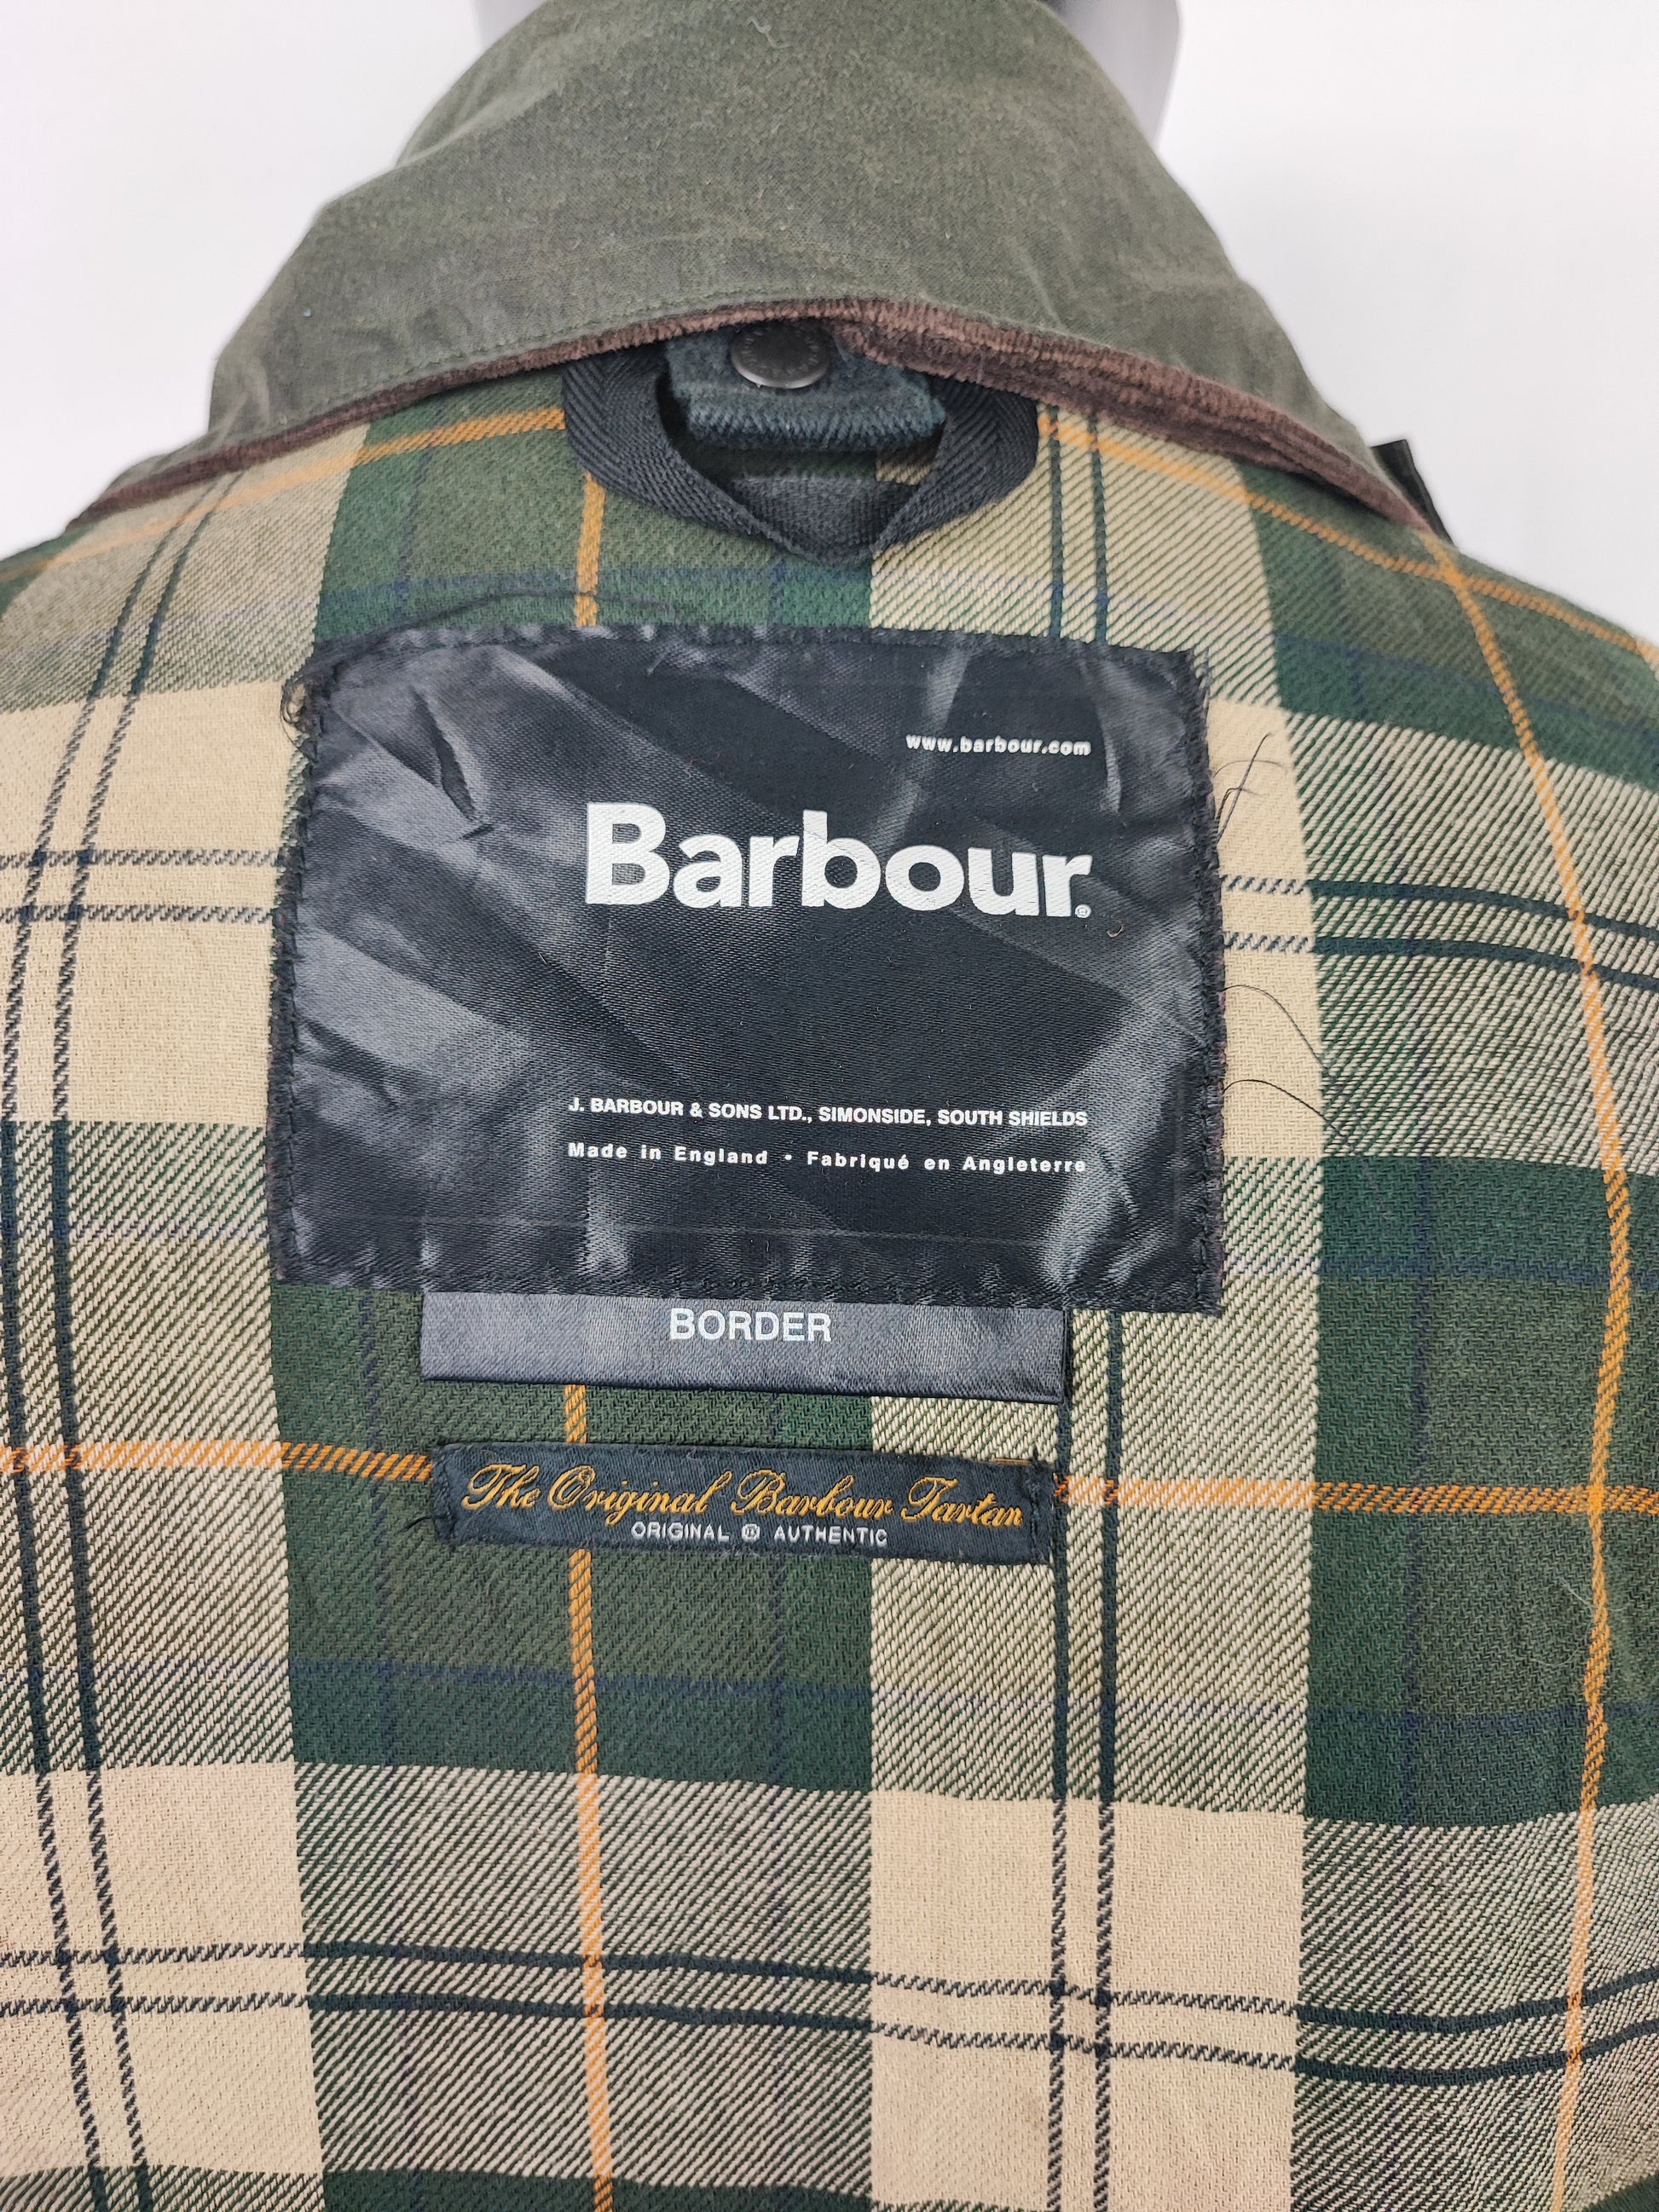 www.barbour.com
Barbour.®
J. BARBOUR & SONS LTD., SIMONSIDE, SOUTH SHIELDS
Made in England • Fabriqué en Angleterre
BORDER
The Original Barbour Tartan
ORIGINAL ® AUTHENTIC